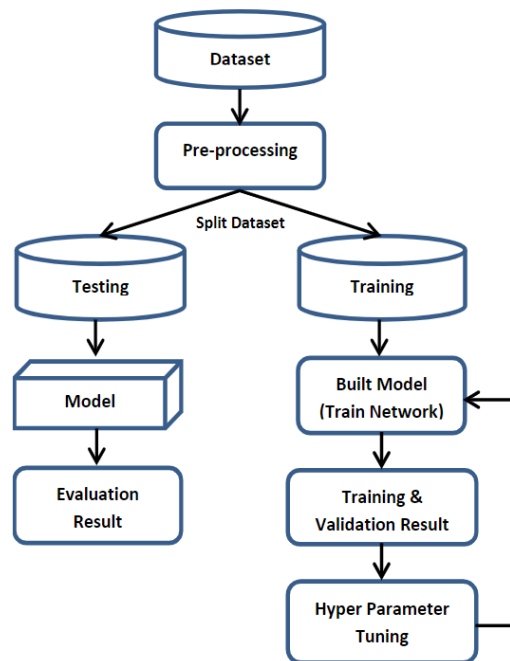 Dataset
Pre-processing
Split Dataset
Testing
Training
Model
Built Model
(Train Network)
Evaluation
Result
Training &
Validation Result
Hyper Parameter
Tuning